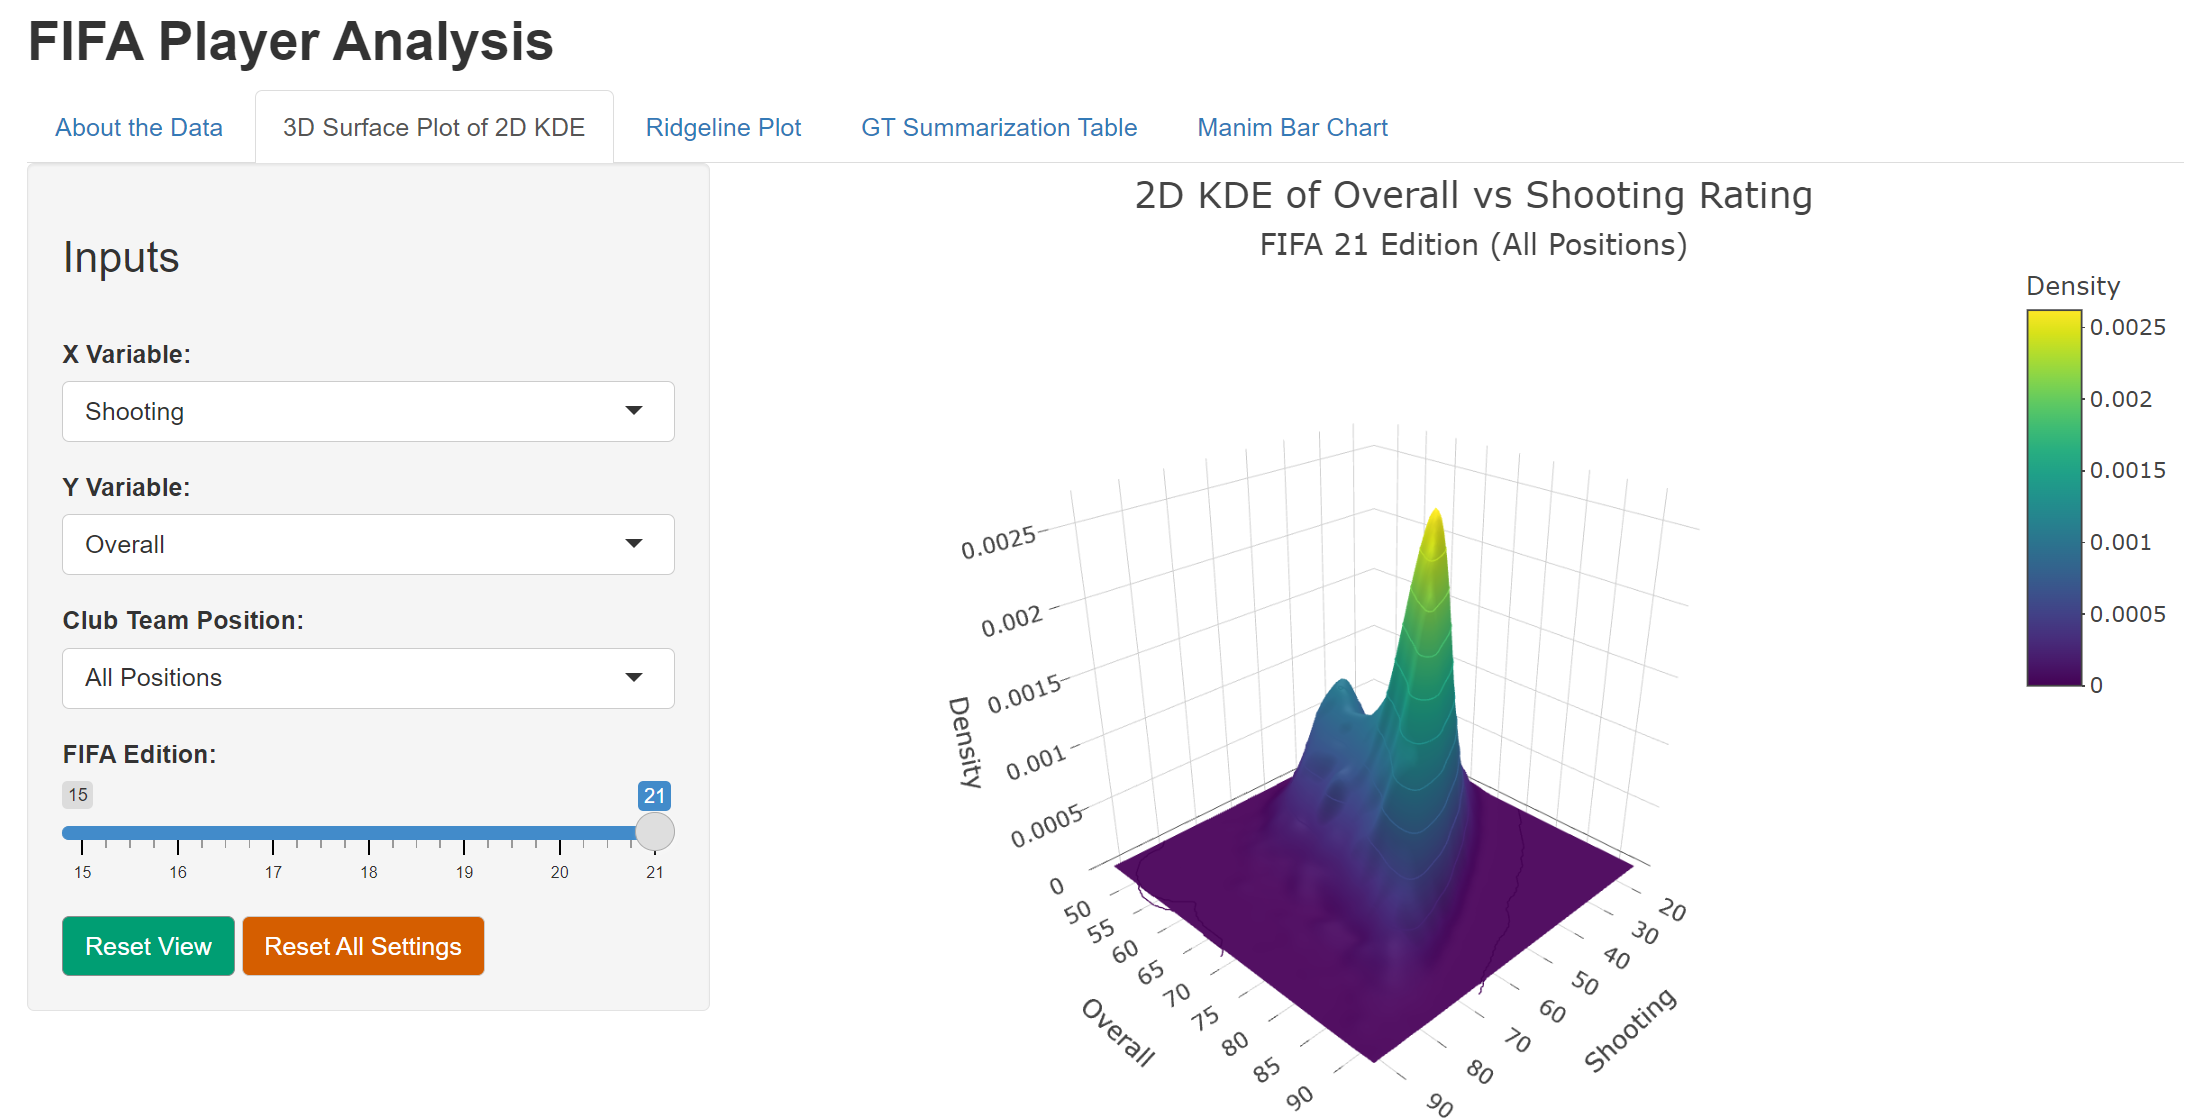 FIFA Player Analysis
About the Data
3D Surface Plot of 2D KDE
Ridgeline Plot
GT Summarization Table
Manim Bar Chart
Inputs
X Variable:
Shooting
Y Variable:
Overall
Club Team Position:
All Positions
FIFA Edition:
15
21
15 16 17 18 19 20 21
Reset View
Reset All Settings
2D KDE of Overall vs Shooting Rating
FIFA 21 Edition (All Positions)
Density
0.0025
0.002
0.0015
0.001
0.0005
0
Density
0.0025
0.002
0.0015
0.001
0.0005
0
Overall
50
55
60
65
70
75
80
85
90
Shooting
20
30
40
50
60
70
80
90